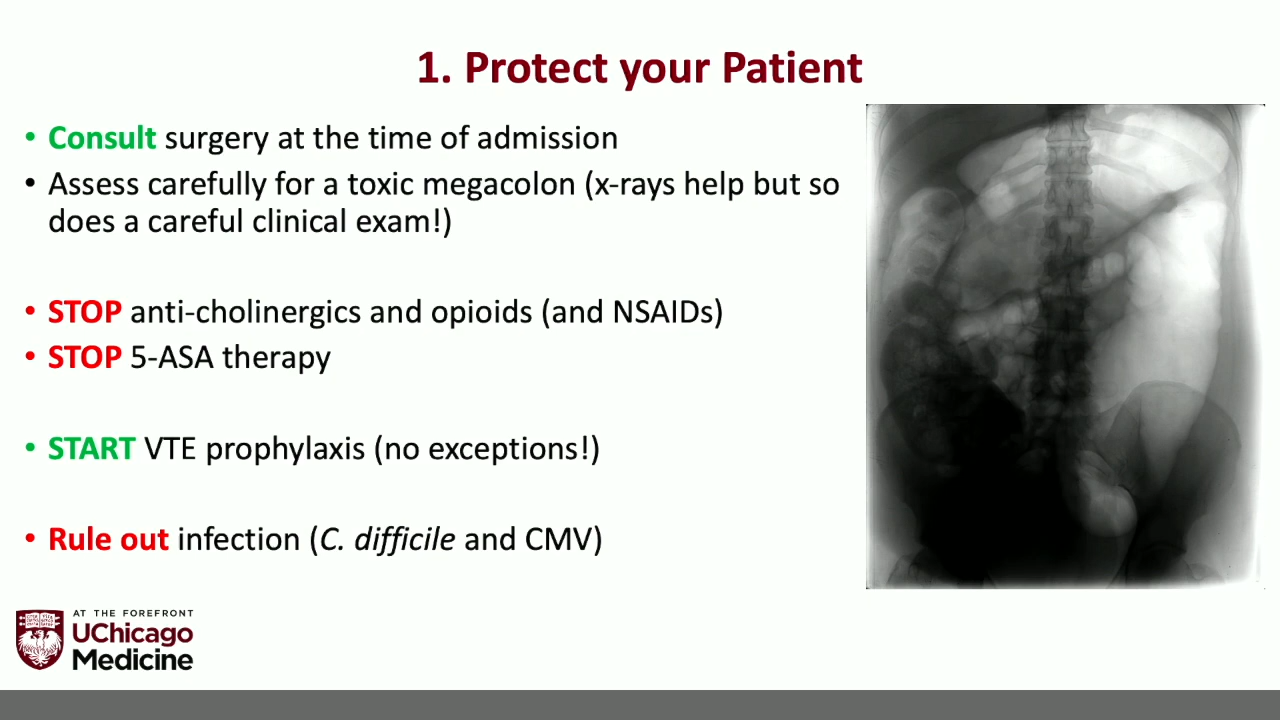 1. Protect your Patient
• Consult surgery at the time of admission
• Assess carefully for a toxic megacolon (x-rays help but so
does a careful clinical exam!)
• STOP anti-cholinergics and opioids (and NSAIDs)
• STOP 5-ASA therapy
• START VTE prophylaxis (no exceptions!)
• Rule out infection (C. difficile and CMV)
AT THE FOREFRONT
UChicago
Medicine